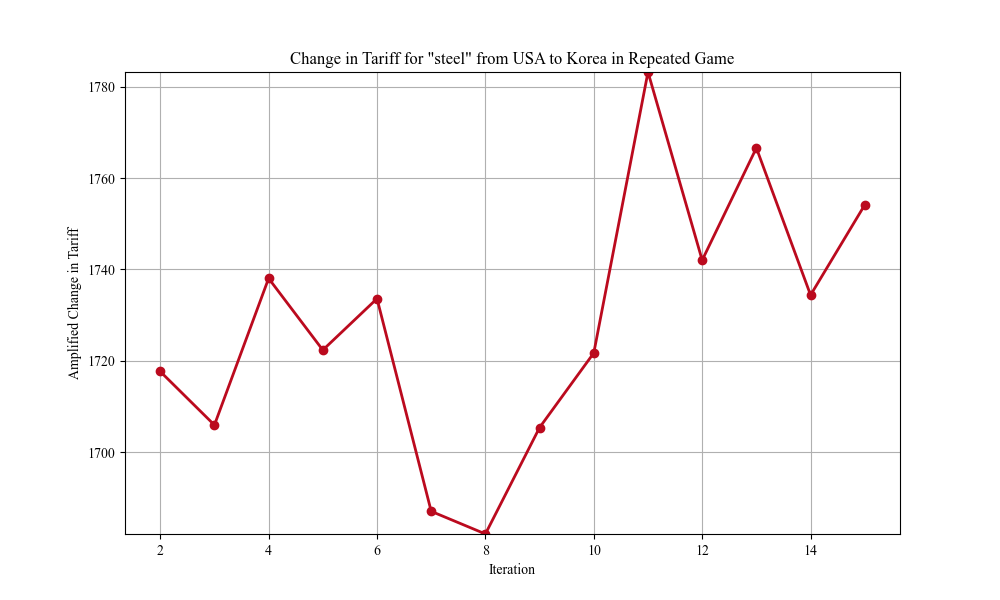 Change in Tariff for "steel" from USA to Korea in Repeated Game
Amplified Change in Tariff
1780
1760
1740
1720
1700
2 4 6 8 10 12 14
Iteration